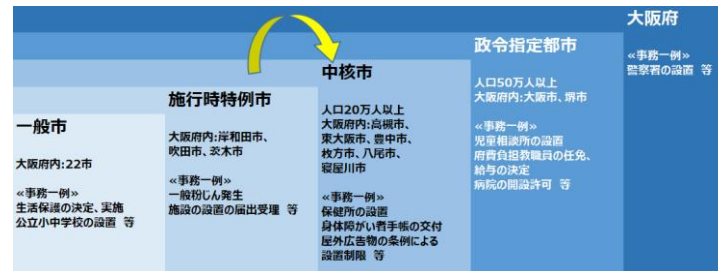 一般市
大阪府内:22市
≪事務一例≫
生活保護の決定、実施
公立小中学校の設置 等
施行時特例市
大阪府内:岸和田市、
吹田市、茨木市
≪事務一例≫
一般粉じん発生
施設の設置の届出受理 等
中核市
人口20万人以上
大阪府内:高槻市、
東大阪市、豊中市、
枚方市、八尾市、
寝屋川市
≪事務一例≫
保健所の設置
身体障がい者手帳の交付
屋外広告物の条例による
設置制限 等
政令指定都市
人口50万人以上
大阪府内:大阪市、堺市
≪事務一例≫
児童相談所の設置
府費負担教職員の任免、
給与の決定
病院の開設許可 等
大阪府
≪事務一例≫
警察署の設置 等